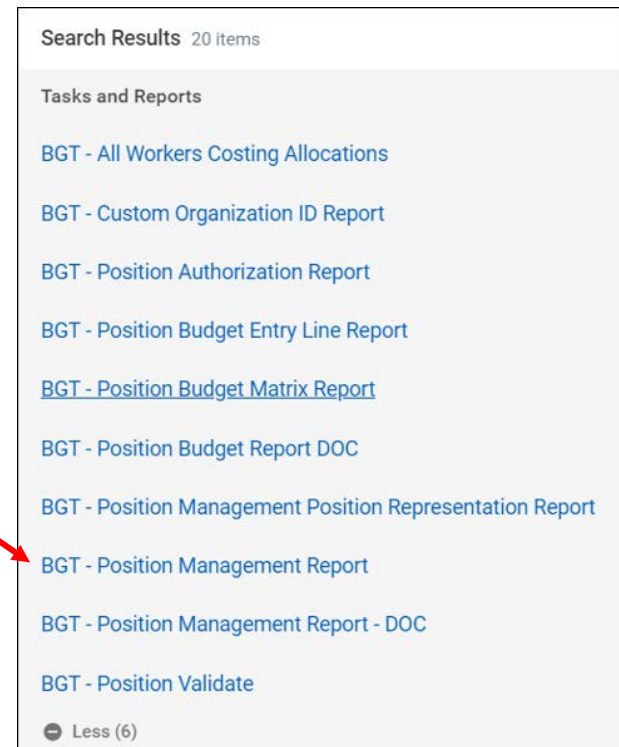 Search Results 20 items
Tasks and Reports
BGT - All Workers Costing Allocations
BGT - Custom Organization ID Report
BGT - Position Authorization Report
BGT - Position Budget Entry Line Report
BGT - Position Budget Matrix Report
BGT - Position Budget Report DOC
BGT - Position Management Position Representation Report
BGT - Position Management Report
BGT - Position Management Report - DOC
BGT - Position Validate
Less (6)